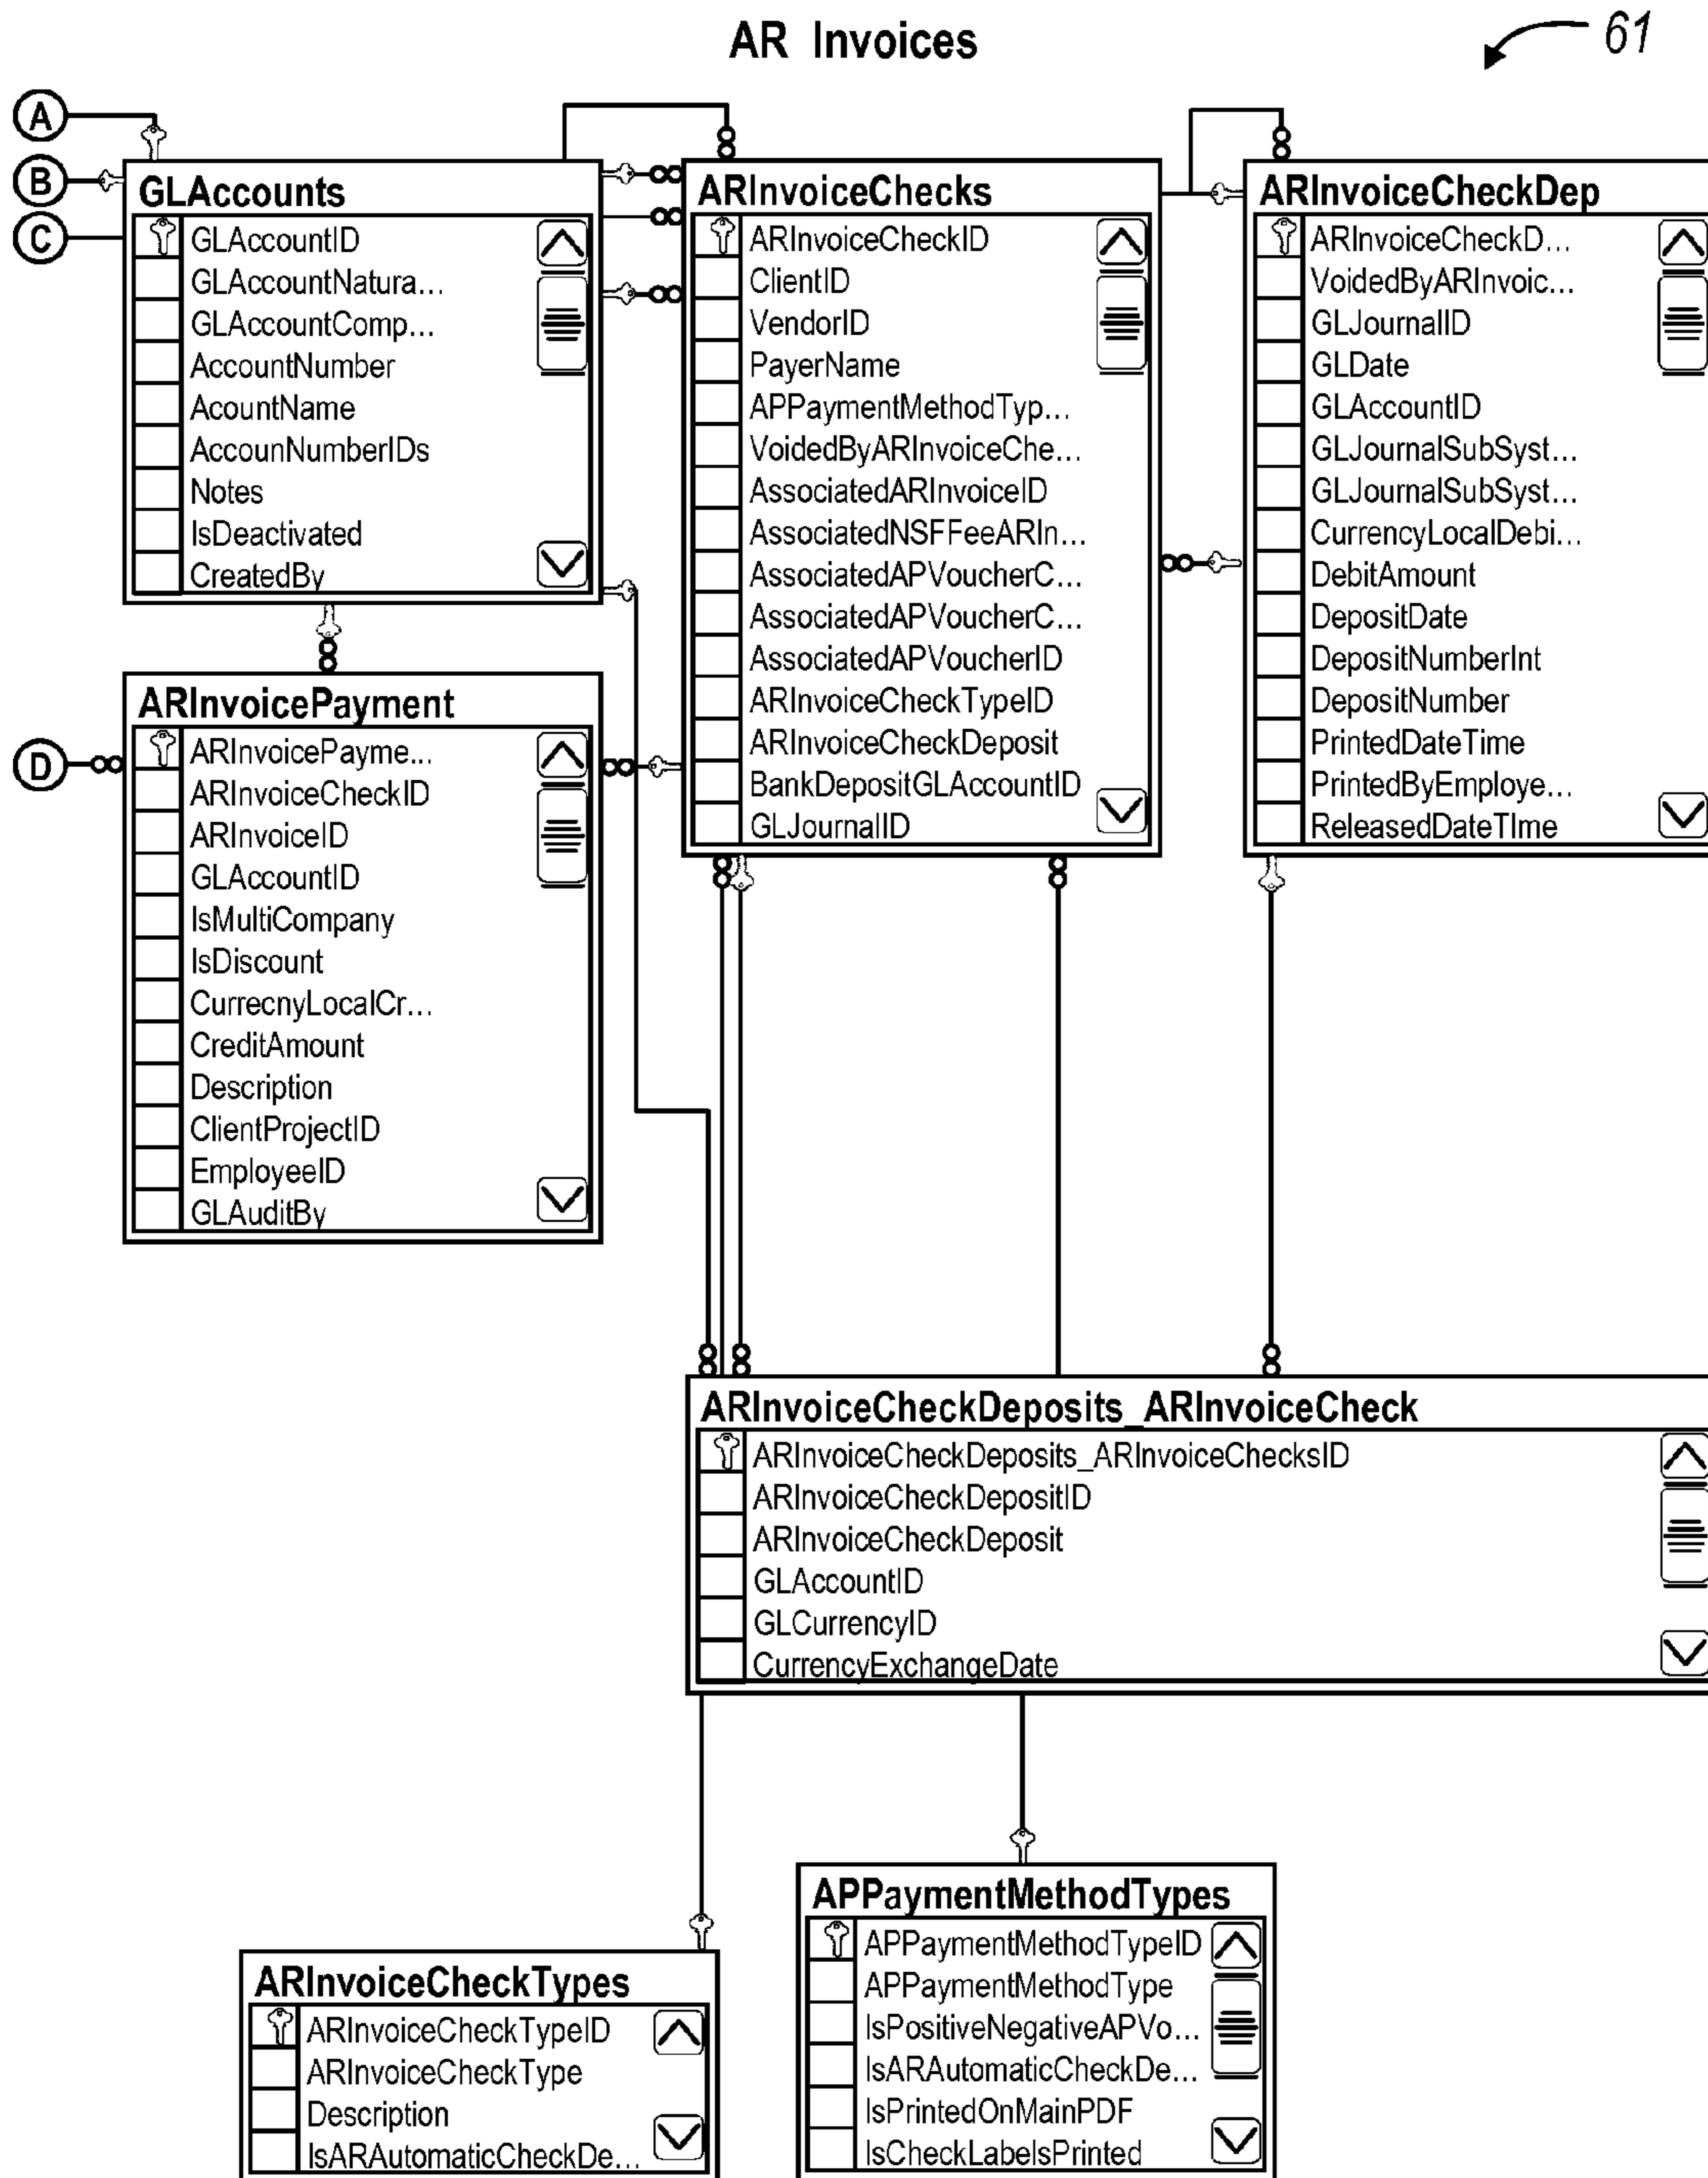 AR Invoices
61
A
B
C
GLAccounts
GLAccountID
GLAccountNatura...
GLAccountComp...
AccountNumber
AcountName
AccounNumberIDs
Notes
IsDeactivated
CreatedBy
ARInvoiceChecks
ARInvoiceCheckID
ClientID
VendorID
PayerName
APPaymentMethodTyp...
VoidedByARInvoiceChe...
AssociatedARInvoiceID
AssociatedNSFFeeARIn...
AssociatedAPVoucherC...
AssociatedAPVoucherC...
AssociatedAPVoucherID
ARInvoiceCheckTypeID
ARInvoiceCheckDeposit
BankDepositGLAccountID
GLJournalID
ARInvoiceCheckDep
ARInvoiceCheckD...
VoidedByARInvoic...
GLJournalID
GLDate
GLAccountID
GLJournalSubSyst...
GLJournalSubSyst...
CurrencyLocalDebi...
DebitAmount
DepositDate
DepositNumberInt
DepositNumber
PrintedDateTime
PrintedByEmploye...
ReleasedDateTIme
D
ARInvoicePayment
ARInvoicePayme...
ARInvoiceCheckID
ARInvoiceID
GLAccountID
IsMultiCompany
IsDiscount
CurrecnyLocalCr...
CreditAmount
Description
ClientProjectID
EmployeeID
GLAuditBy
ARInvoiceCheckDeposits_ARInvoiceCheck
ARInvoiceCheckDeposits_ARInvoiceChecksID
ARInvoiceCheckDepositID
ARInvoiceCheckDeposit
GLAccountID
GLCurrencyID
CurrencyExchangeDate
ARInvoiceCheckTypes
ARInvoiceCheckTypeID
ARInvoiceCheckType
Description
IsARAutomaticCheckDe...
APPaymentMethodTypes
APPaymentMethodTypeID
APPaymentMethodType
IsPositiveNegativeAPVo...
IsARAutomaticCheckDe...
IsPrintedOnMainPDF
IsCheckLabelsPrinted